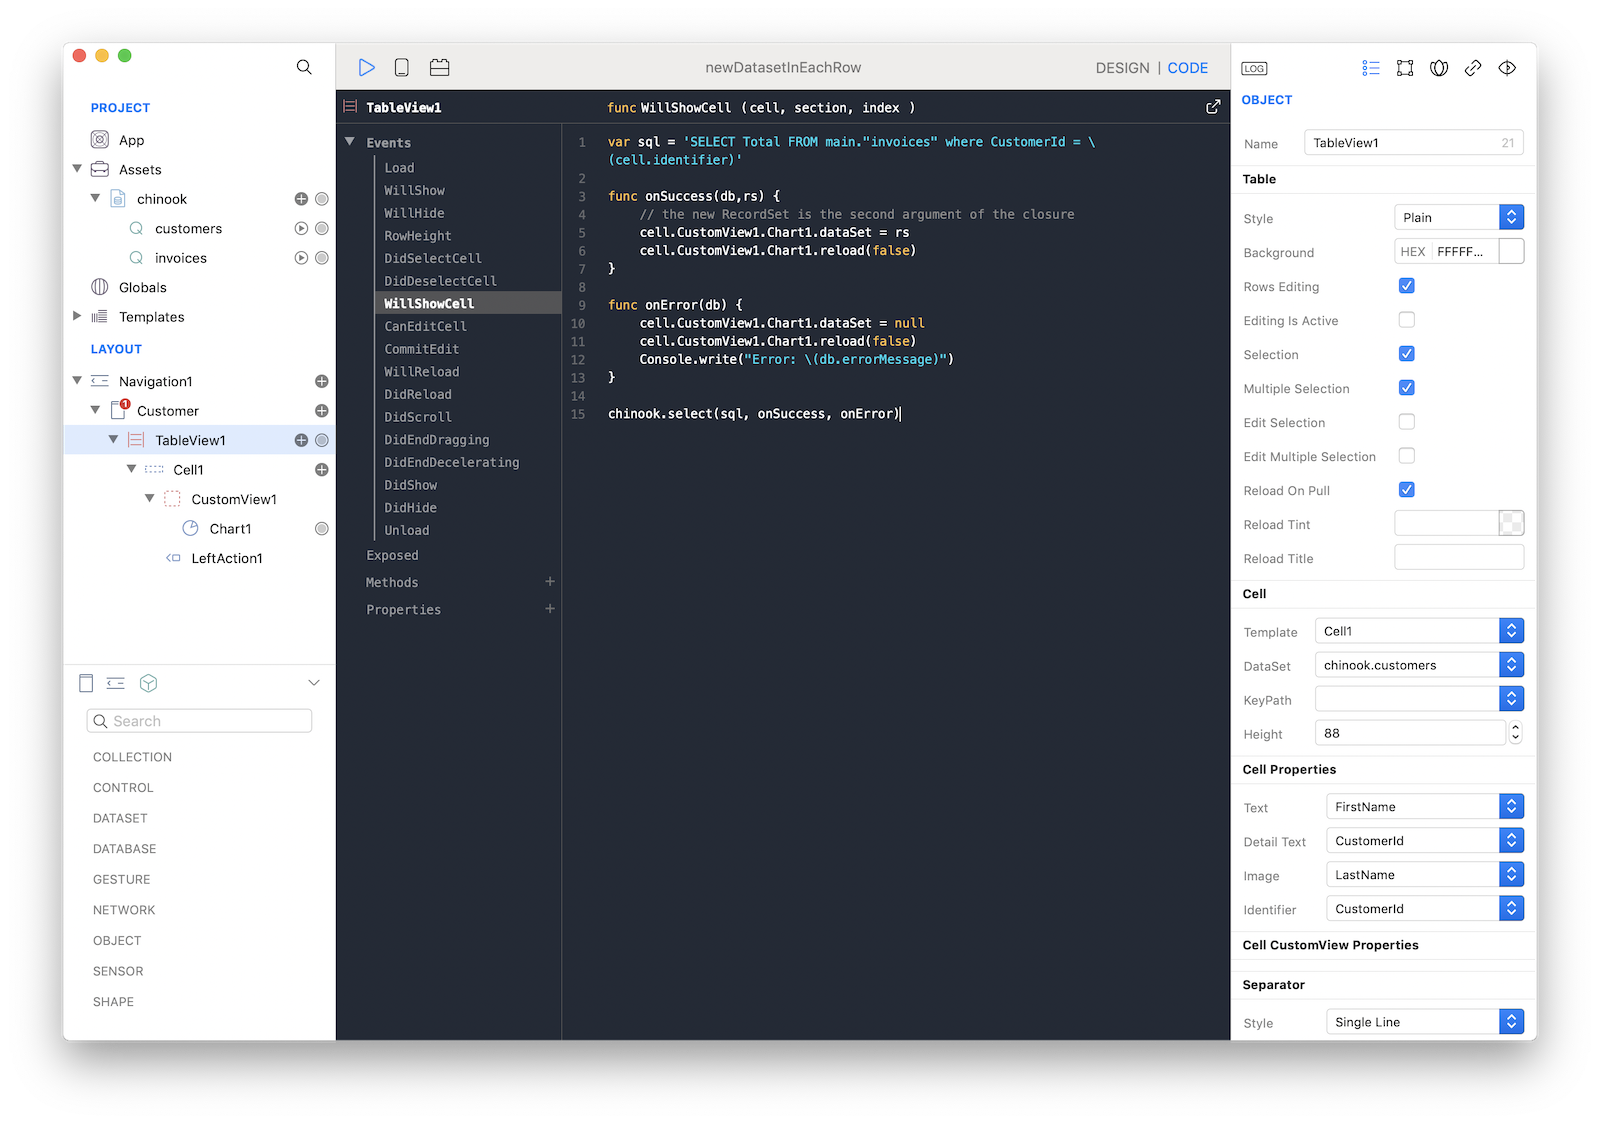 newDatasetInEachRow
DESIGN | CODE
LOG
PROJECT
App
Assets
chinook
customers
invoices
Globals
Templates
LAYOUT
Navigation1
1
Customer
TableView1
Cell1
CustomView1
Chart1
LeftAction1
Search
COLLECTION
CONTROL
DATASET
DATABASE
GESTURE
NETWORK
OBJECT
SENSOR
SHAPE
TableView1
Events
Load
WillShow
WillHide
RowHeight
DidSelectCell
DidDeselectCell
WillShowCell
CanEditCell
CommitEdit
WillReload
DidReload
DidScroll
DidEndDragging
DidEndDecelerating
DidShow
DidHide
Unload
Exposed
Methods +
Properties +
func WillShowCell ( cell, section, index )
1 var sql = 'SELECT Total FROM main."invoices" where CustomerId = \
(cell.identifier)'
2
3 func onSuccess(db,rs) {
4 // the new RecordSet is the second argument of the closure
5 cell.CustomView1.Chart1.dataSet = rs
6 cell.CustomView1.Chart1.reload(false)
7 }
8
9 func onError(db) {
10 cell.CustomView1.Chart1.dataSet = null
11 cell.CustomView1.Chart1.reload(false)
12 Console.write("Error: \(db.errorMessage)")
13 }
14
15 chinook.select(sql, onSuccess, onError)
OBJECT
Name TableView1 21
Table
Style Plain
Background HEX FFFFF...
Rows Editing
Editing Is Active
Selection
Multiple Selection
Edit Selection
Edit Multiple Selection
Reload On Pull
Reload Tint
Reload Title
Cell
Template Cell1
DataSet chinook.customers
KeyPath
Height 88
Cell Properties
Text FirstName
Detail Text CustomerId
Image LastName
Identifier CustomerId
Cell CustomView Properties
Separator
Style Single Line